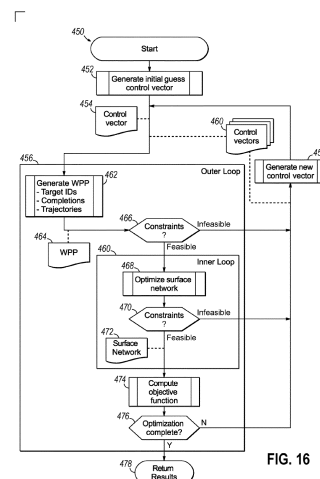 450
Start
452
Generate initial guess
control vector
454
Control
vector
460
Control
vectors
456
Generate new
control vector
Outer Loop
Generate WPP
- Target IDs
- Completions
- Trajectories
462
464
WPP
466
Constraints
?
Infeasible
Feasible
460
Inner Loop
468
Optimize surface
network
470
Constraints
?
Infeasible
Feasible
472
Surface
Network
474
Compute
objective
function
476
Optimization
complete?
N
Y
478
Return
Results
FIG. 16